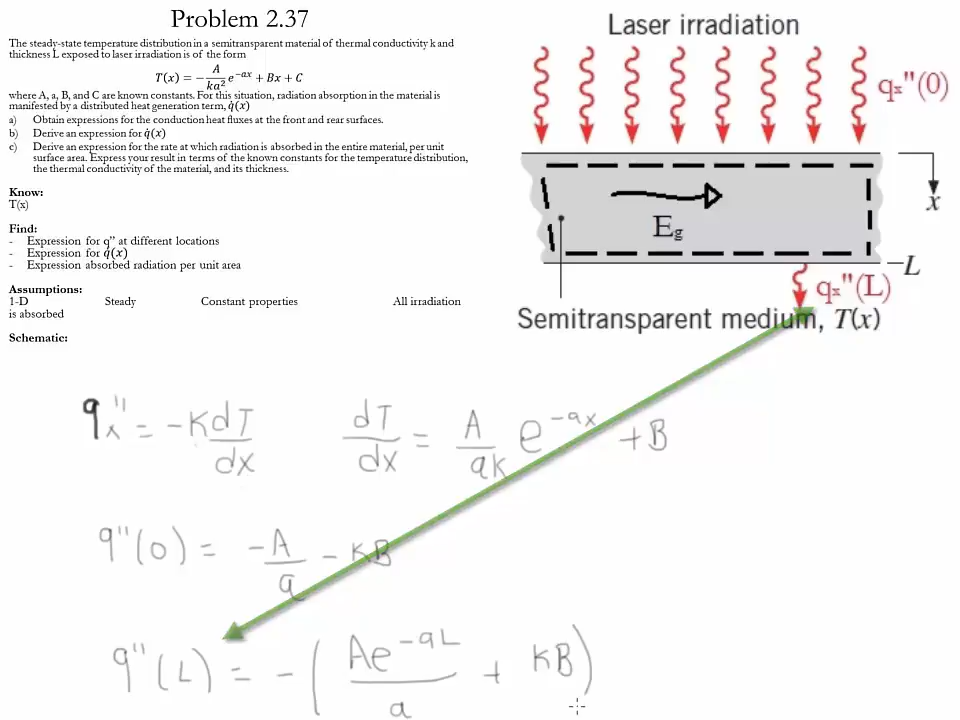 Problem 2.37
The steady-state temperature distribution in a semitransparent material of thermal conductivity k and
thickness L exposed to laser irradiation is of the form
T(x) = −A/(ka²) e^(−ax) + Bx + C
where A, a, B, and C are known constants. For this situation, radiation absorption in the material is
manifested by a distributed heat generation term, q̇(x)
a) Obtain expressions for the conduction heat fluxes at the front and rear surfaces.
b) Derive an expression for q̇(x)
c) Derive an expression for the rate at which radiation is absorbed in the entire material, per unit
surface area. Express your result in terms of the known constants for the temperature distribution,
the thermal conductivity of the material, and its thickness.
Know:
T(x)
Find:
- Expression for q” at different locations
- Expression for q̇(x)
- Expression absorbed radiation per unit area
Assumptions:
1-D Steady Constant properties All irradiation
is absorbed
Schematic:
Laser irradiation
qx"(0)
x
Eg
L
qx"(L)
Semitransparent medium, T(x)
qx" = -K dT/dx dT/dx = A/(ak) e^(-ax) + B
q"(0) = -A/a - KB
q"(L) = -(Ae^(-aL)/a + KB)